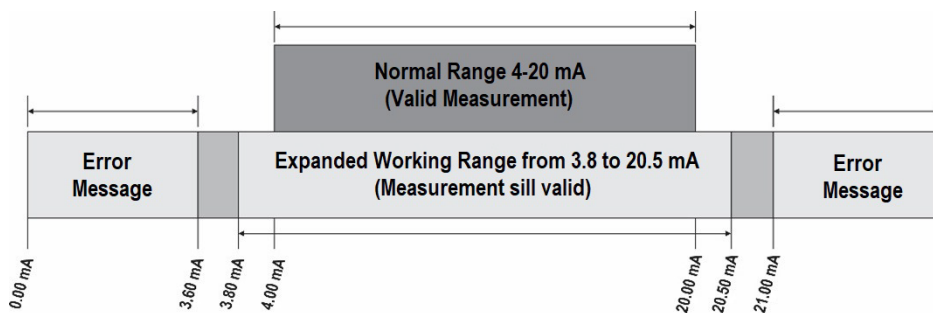 Normal Range 4-20 mA
(Valid Measurement)
Error
Message
Expanded Working Range from 3.8 to 20.5 mA
(Measurement sill valid)
Error
Message
0.00 mA
3.60 mA
3.80 mA
4.00 mA
20.00 mA
20.50 mA
21.00 mA